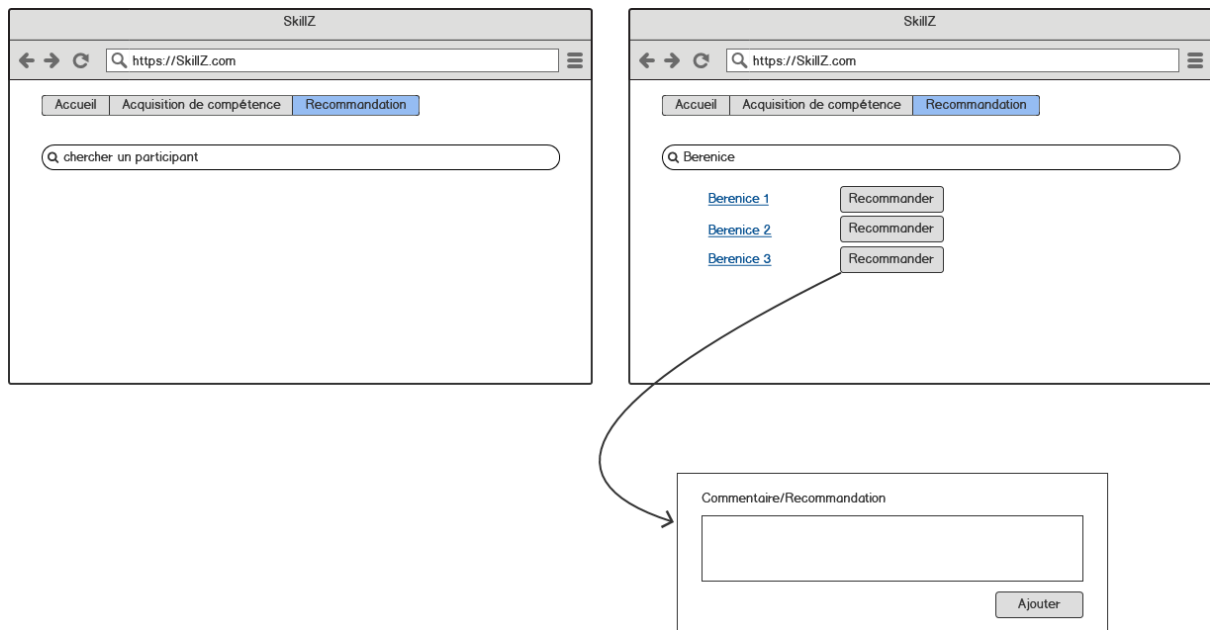 SkillZ
https://SkillZ.com
Accueil Acquisition de compétence Recommandation
chercher un participant
SkillZ
https://SkillZ.com
Accueil Acquisition de compétence Recommandation
Berenice
Berenice 1 Recommander
Berenice 2 Recommander
Berenice 3 Recommander
Commentaire/Recommandation
Ajouter